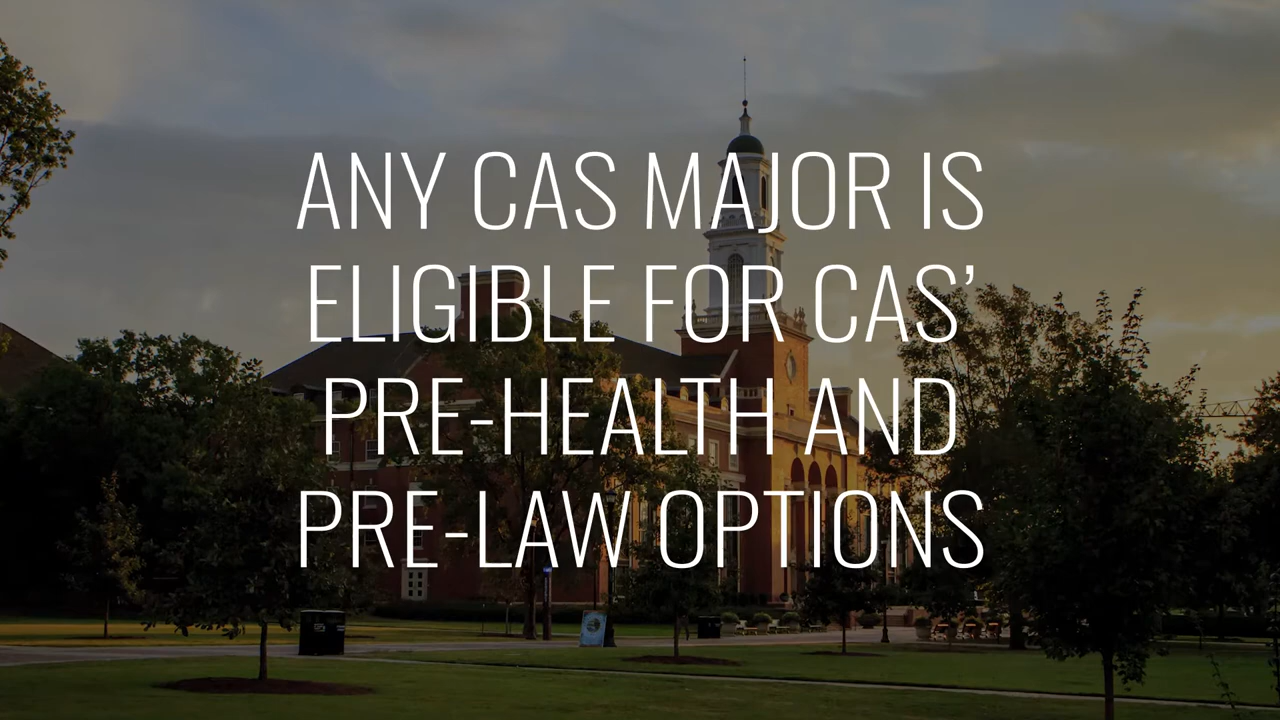 ANY CAS MAJOR IS
ELIGIBLE FOR CAS’
PRE-HEALTH AND
PRE-LAW OPTIONS